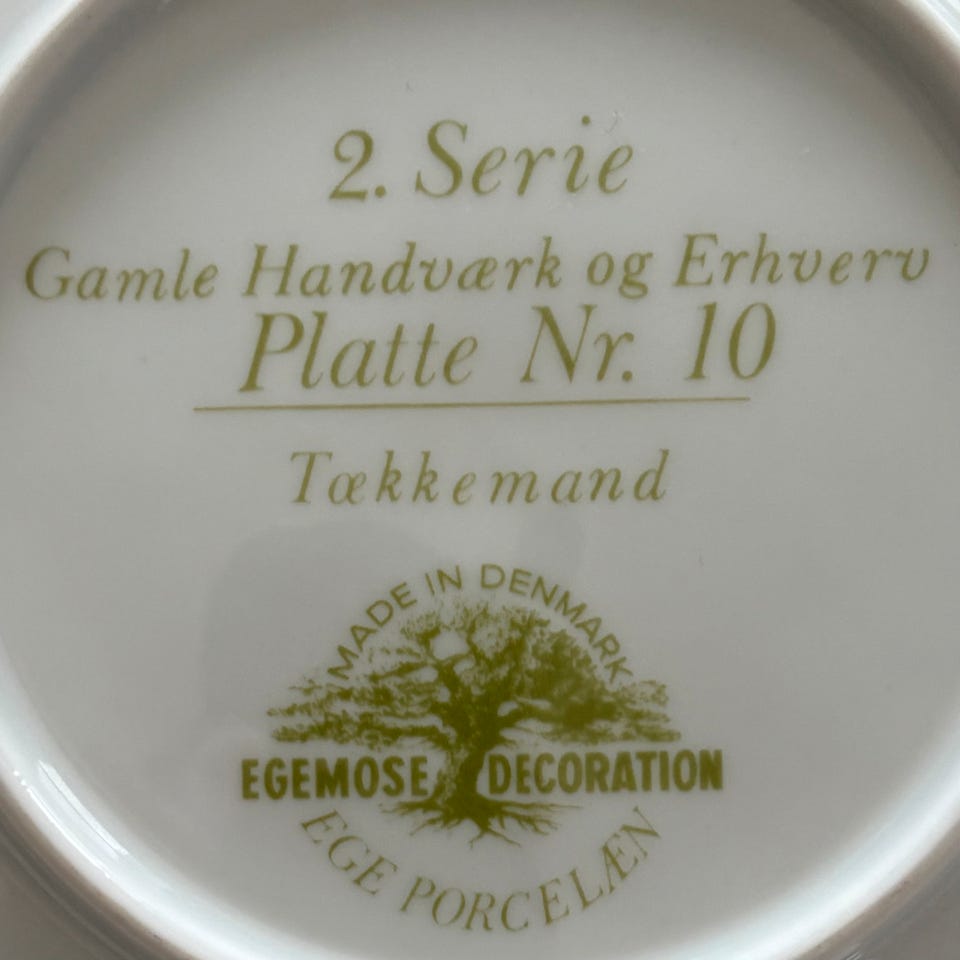 2. Serie
Gamle Handværk og Erhverv
Platte Nr. 10
Tækkemand
MADE IN DENMARK
EGEMOSE DECORATION
EGE PORCELÆN